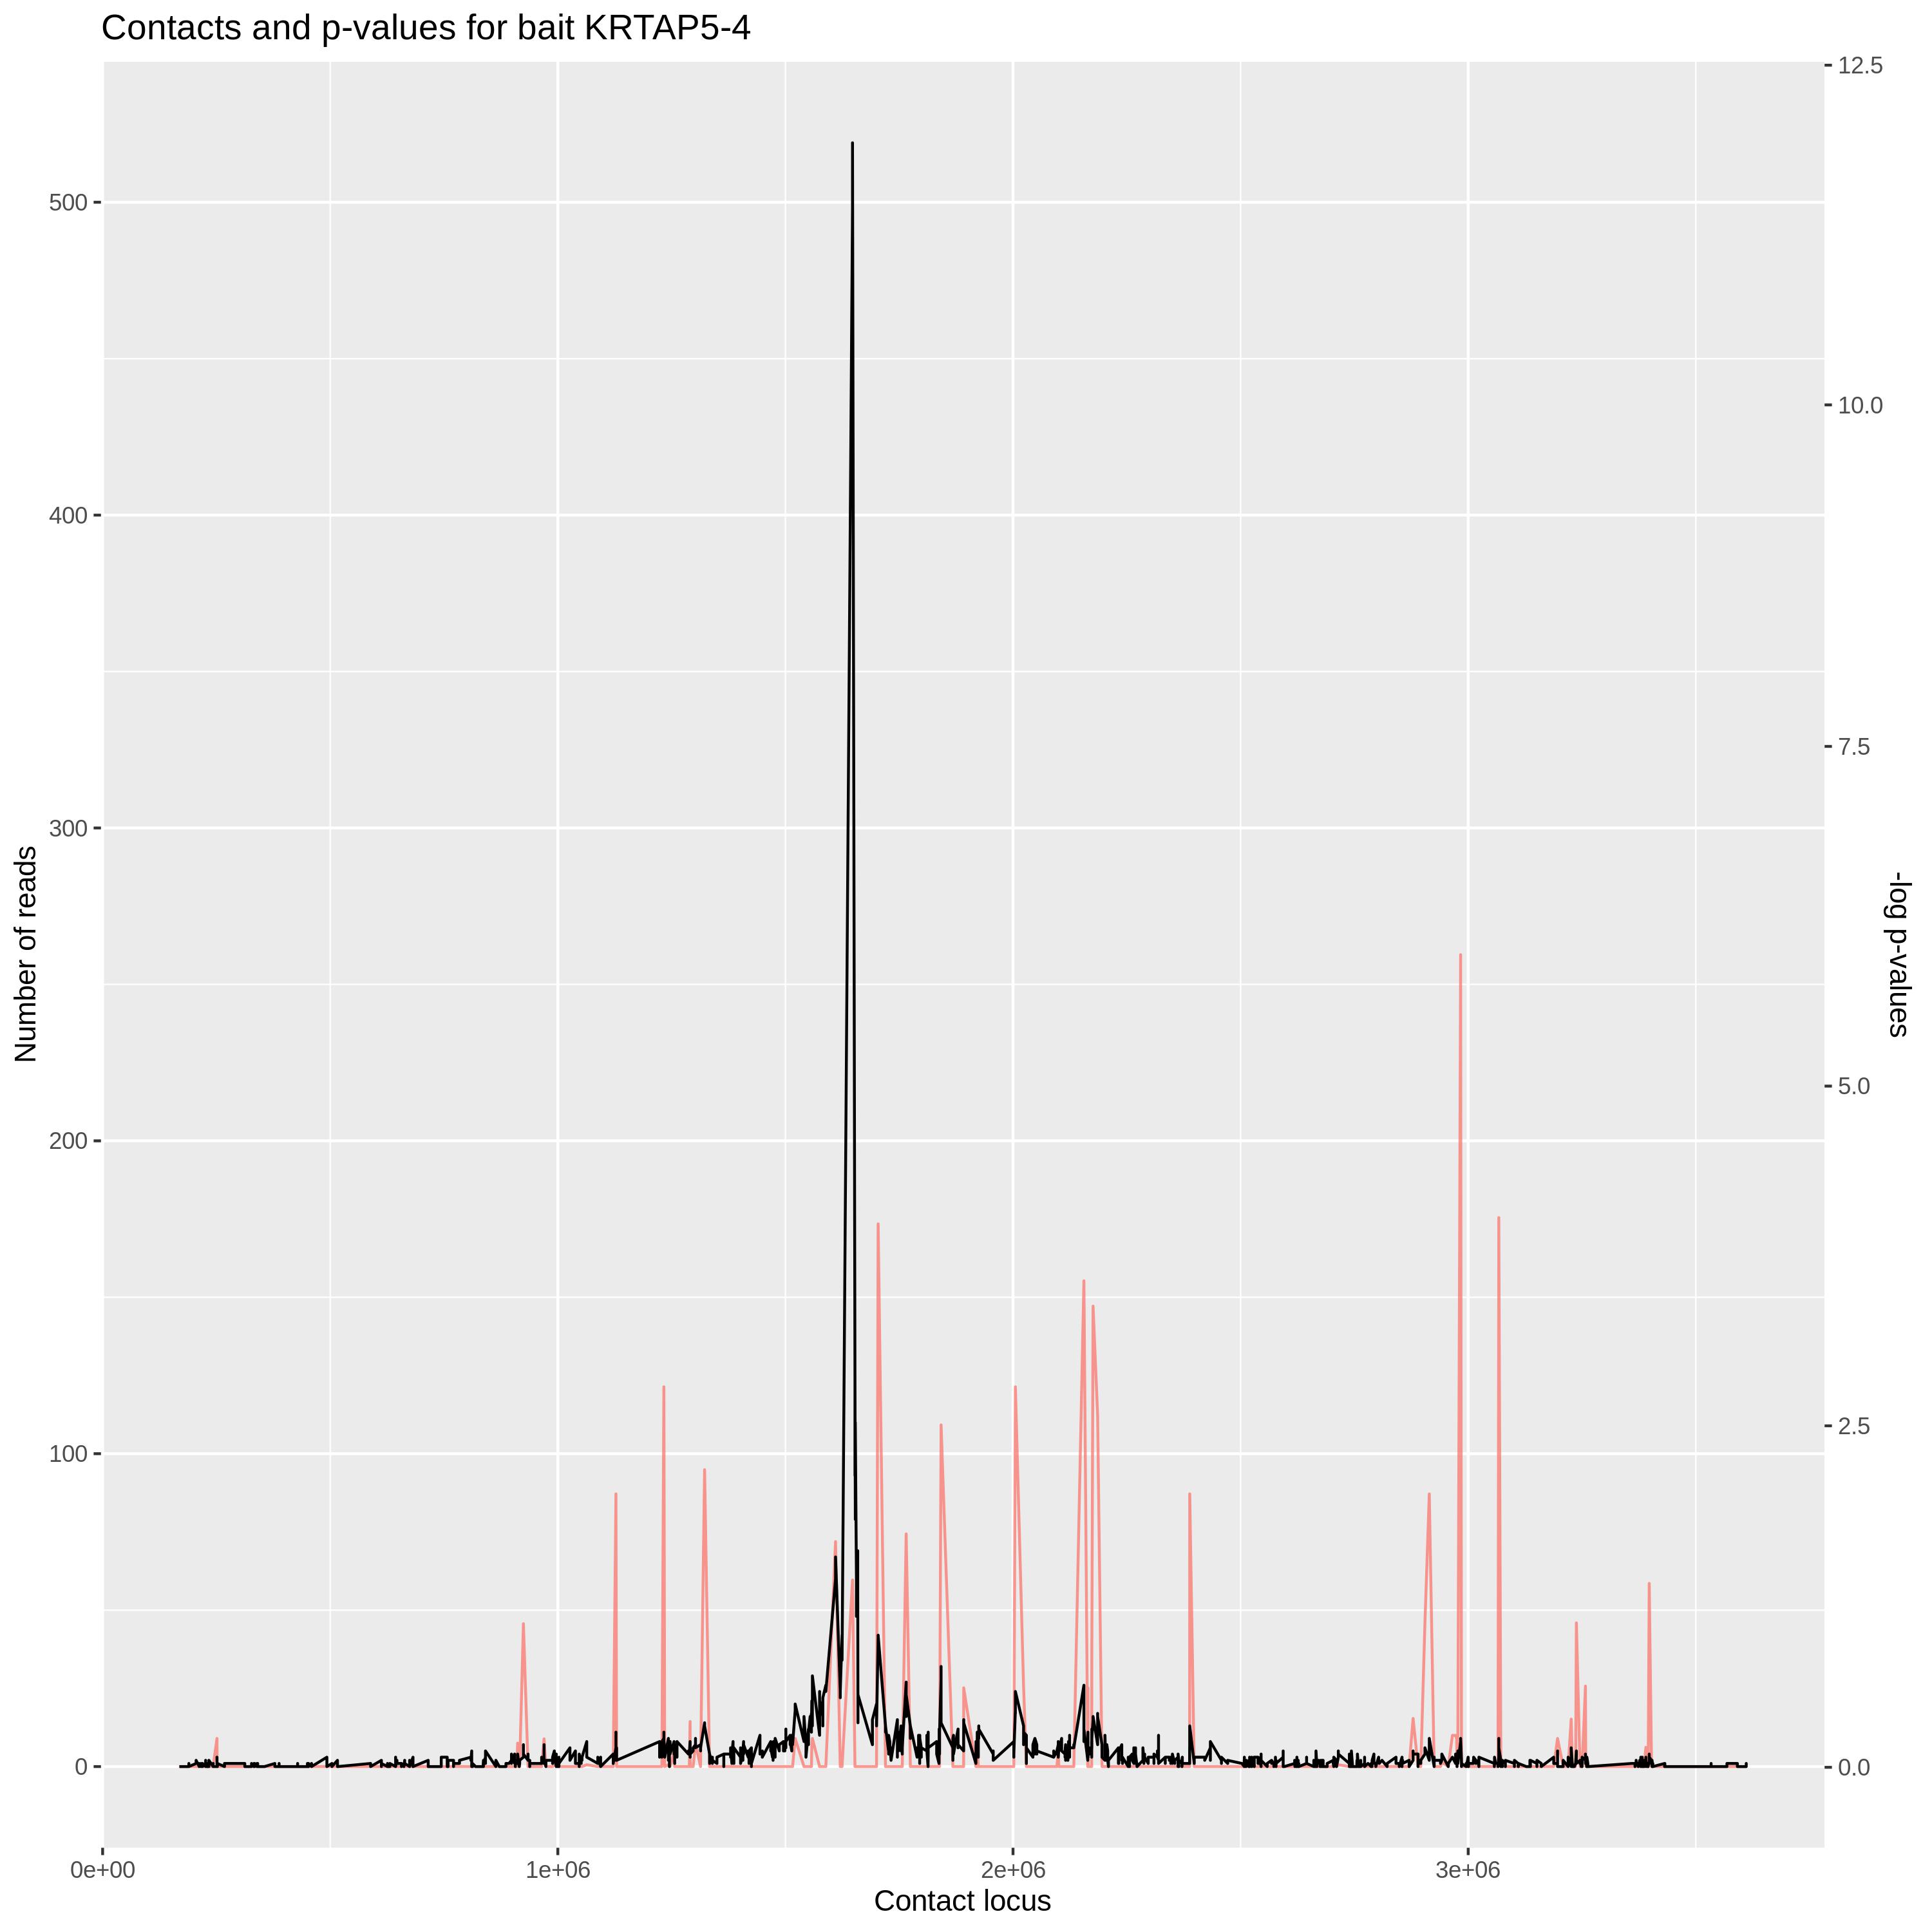 Contacts and p-values for bait KRTAP5-4
12.5
500
10.0
400
7.5
300
Number of reads
-log p-values
5.0
200
2.5
100
0
0.0
0e+00 1e+06 2e+06 3e+06
Contact locus